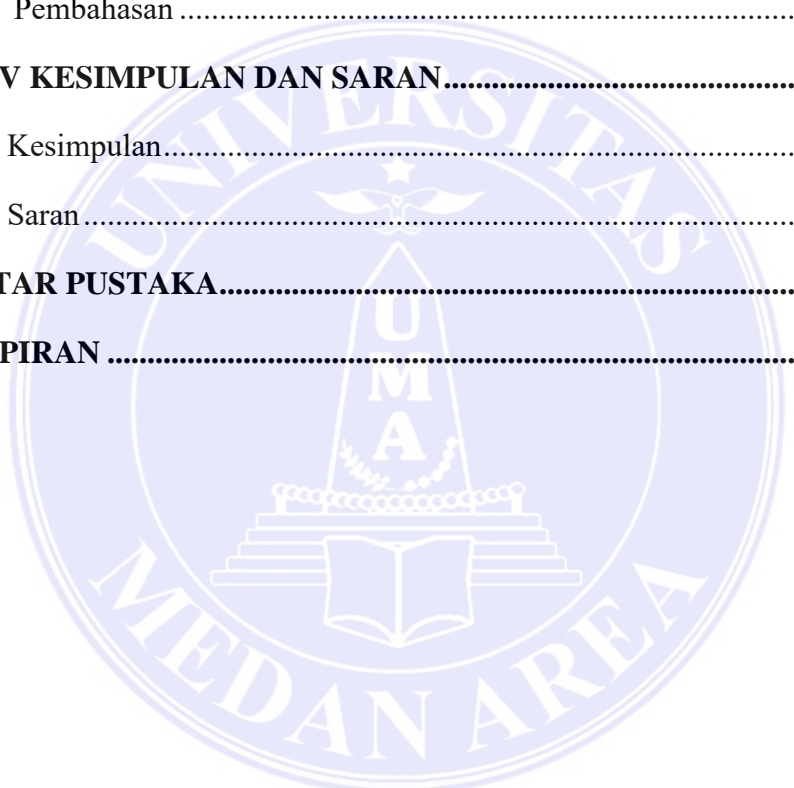 Pembahasan ................................................................................
V KESIMPULAN DAN SARAN.............................................
Kesimpulan................................................................................
Saran..........................................................................................
TAR PUSTAKA.........................................................................
PIRAN .......................................................................................
UNIVERSITAS
U
M
A
MEDAN AREA